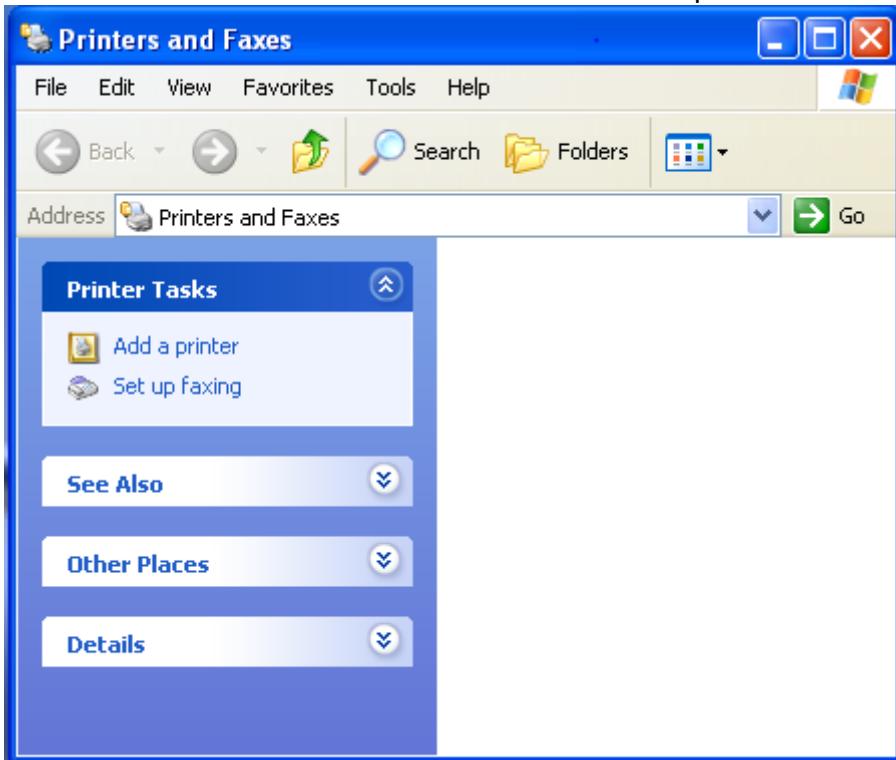 Printers and Faxes
File Edit View Favorites Tools Help
Back Search Folders
Address Printers and Faxes Go
Printer Tasks
Add a printer
Set up faxing
See Also
Other Places
Details